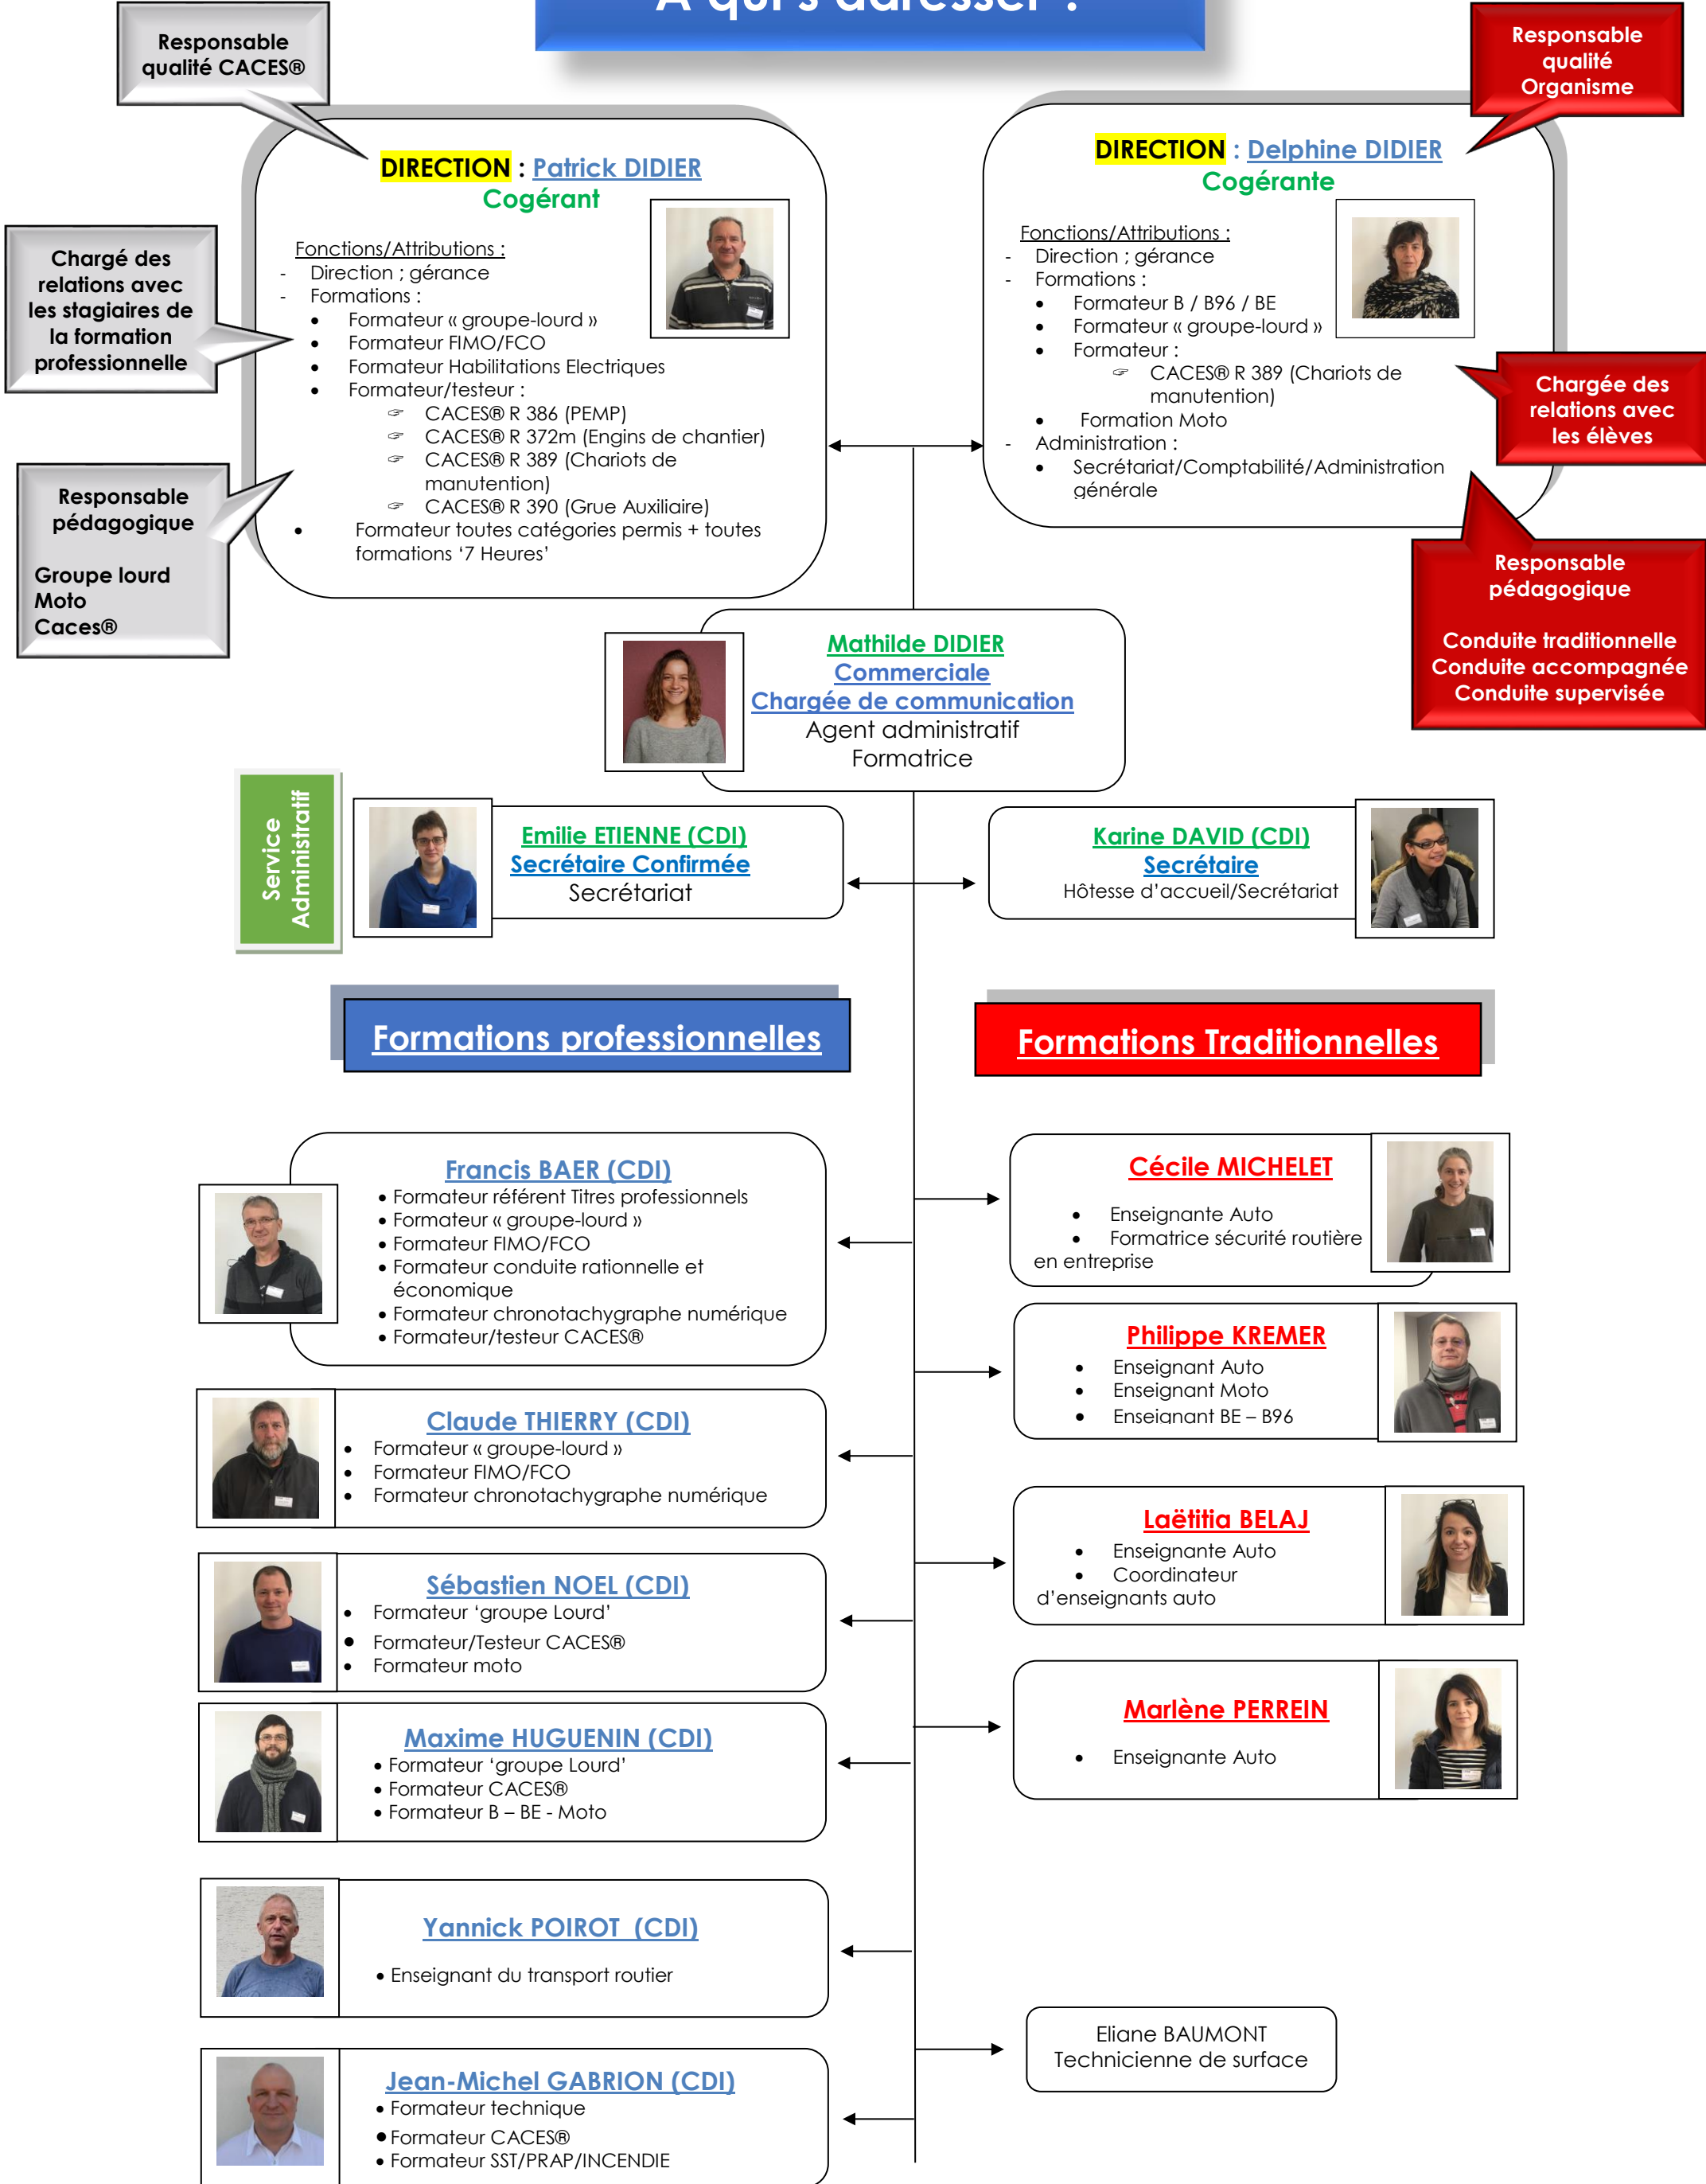 A qui s'adresser ?
Responsable
qualité CACES®
Responsable
qualité
Organisme
DIRECTION : Patrick DIDIER
Cogérant
Fonctions/Attributions :
- Direction ; gérance
- Formations :
• Formateur « groupe-lourd »
• Formateur FIMO/FCO
• Formateur Habilitations Electriques
• Formateur/testeur :
☞ CACES® R 386 (PEMP)
☞ CACES® R 372m (Engins de chantier)
☞ CACES® R 389 (Chariots de
manutention)
☞ CACES® R 390 (Grue Auxiliaire)
• Formateur toutes catégories permis + toutes
formations ‘7 Heures’
Chargé des
relations avec
les stagiaires de
la formation
professionnelle
Responsable
pédagogique
Groupe lourd
Moto
Caces®
DIRECTION : Delphine DIDIER
Cogérante
Fonctions/Attributions :
- Direction ; gérance
- Formations :
• Formateur B / B96 / BE
• Formateur « groupe-lourd »
• Formateur :
☞ CACES® R 389 (Chariots de
manutention)
• Formation Moto
- Administration :
• Secrétariat/Comptabilité/Administration
générale
Chargée des
relations avec
les élèves
Responsable
pédagogique
Conduite traditionnelle
Conduite accompagnée
Conduite supervisée
Mathilde DIDIER
Commerciale
Chargée de communication
Agent administratif
Formatrice
Service
Administratif
Emilie ETIENNE (CDI)
Secrétaire Confirmée
Secrétariat
Karine DAVID (CDI)
Secrétaire
Hôtesse d’accueil/Secrétariat
Formations professionnelles
Formations Traditionnelles
Francis BAER (CDI)
• Formateur référent Titres professionnels
• Formateur « groupe-lourd »
• Formateur FIMO/FCO
• Formateur conduite rationnelle et
économique
• Formateur chronotachygraphe numérique
• Formateur/testeur CACES®
Claude THIERRY (CDI)
• Formateur « groupe-lourd »
• Formateur FIMO/FCO
• Formateur chronotachygraphe numérique
Sébastien NOEL (CDI)
• Formateur ‘groupe Lourd’
• Formateur/Testeur CACES®
• Formateur moto
Maxime HUGUENIN (CDI)
• Formateur ‘groupe Lourd’
• Formateur CACES®
• Formateur B – BE - Moto
Yannick POIROT (CDI)
• Enseignant du transport routier
Jean-Michel GABRION (CDI)
• Formateur technique
• Formateur CACES®
• Formateur SST/PRAP/INCENDIE
Cécile MICHELET
• Enseignante Auto
• Formatrice sécurité routière
en entreprise
Philippe KREMER
• Enseignant Auto
• Enseignant Moto
• Enseignant BE – B96
Laëtitia BELAJ
• Enseignante Auto
• Coordinateur
d’enseignants auto
Marlène PERREIN
• Enseignante Auto
Eliane BAUMONT
Technicienne de surface